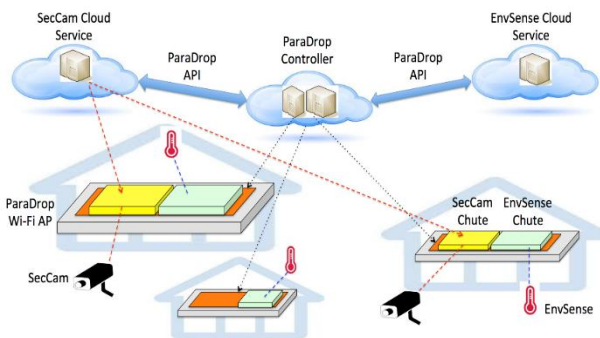 SecCam Cloud
Service
ParaDrop
API
ParaDrop
Controller
ParaDrop
API
EnvSense Cloud
Service
ParaDrop
Wi-Fi AP
SecCam
Chute
EnvSense
Chute
SecCam
EnvSense